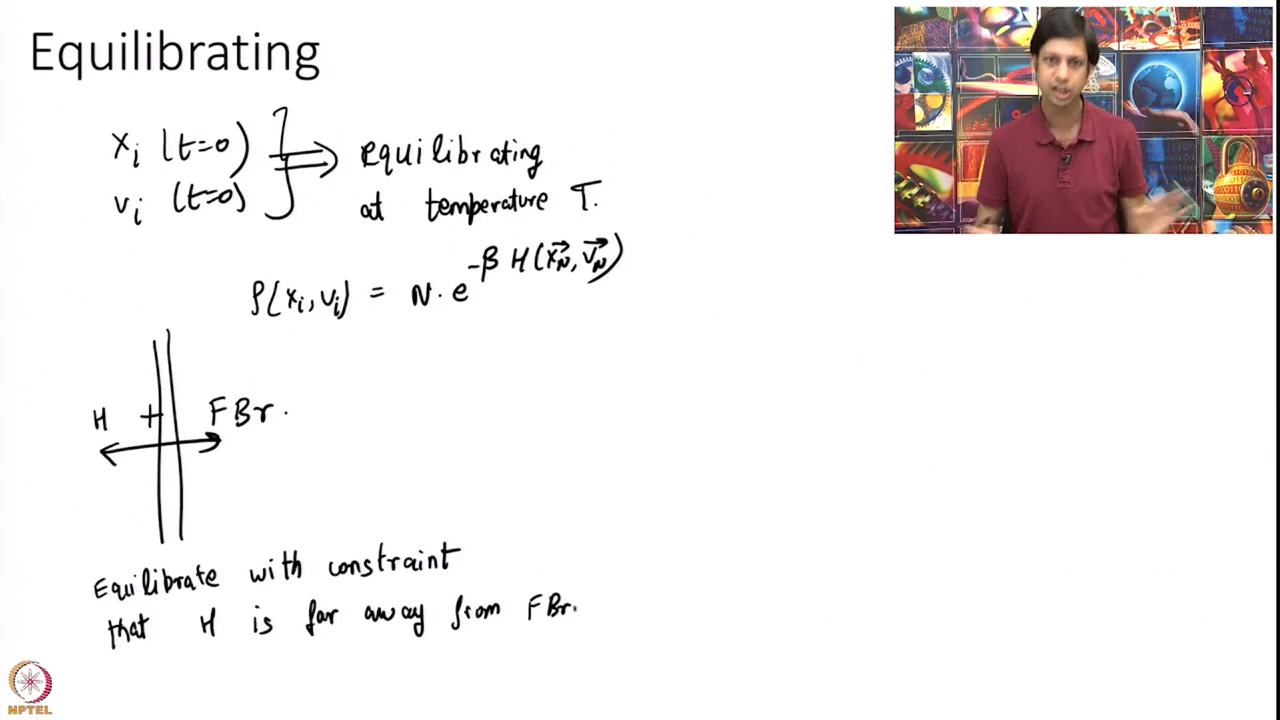 Equilibrating
xi (t=0)
vi (t=0)
equilibrating
at temperature T.
ρ(xi, vi) = N. e^-β H(x⃗N, v⃗N)
H + FBr.
Equilibrate with constraint
that H is far away from FBr.
NPTEL